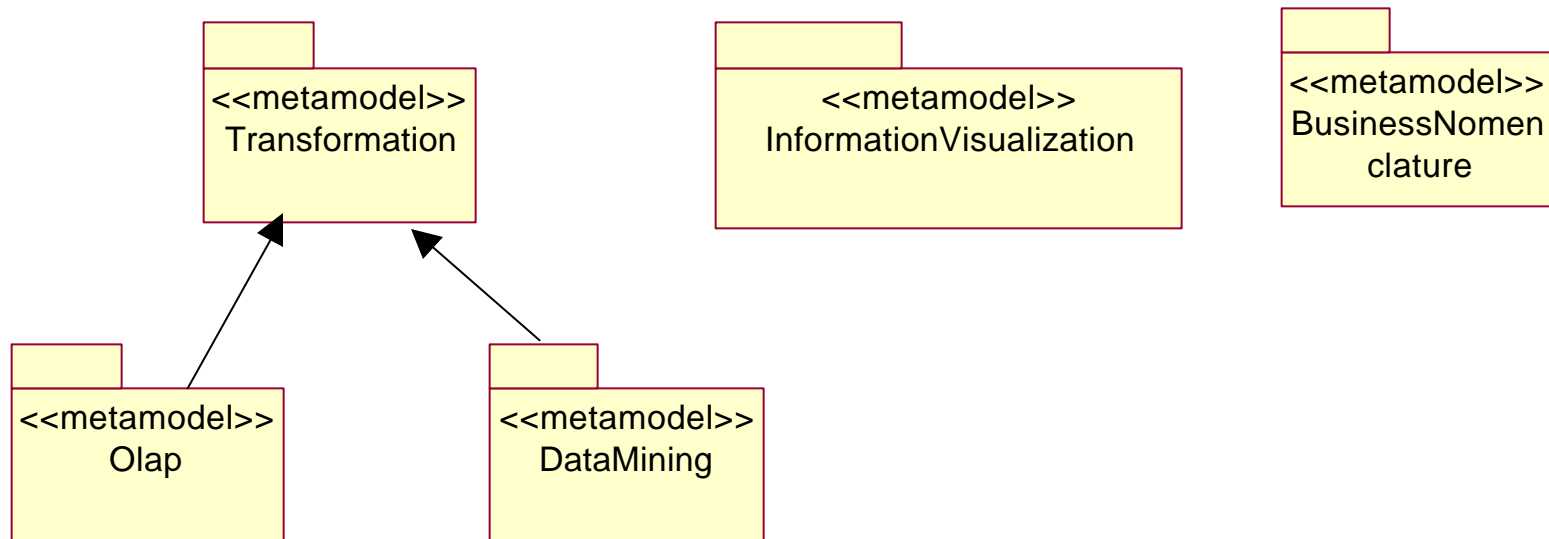 <<metamodel>>
Transformation
<<metamodel>>
InformationVisualization
<<metamodel>>
BusinessNomen
clature
<<metamodel>>
Olap
<<metamodel>>
DataMining